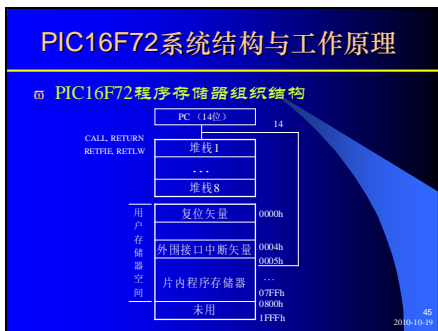 PIC16F72系统结构与工作原理
ϖ PIC16F72程序存储器组织结构
PC （14位）
14
CALL, RETURN
RETFIE, RETLW
堆栈1
...
堆栈8
用户存储器空间
复位矢量
0000h
外围接口中断矢量
0004h
0005h
片内程序存储器
...
07FFh
0800h
未用
1FFFh
45
2010-10-19